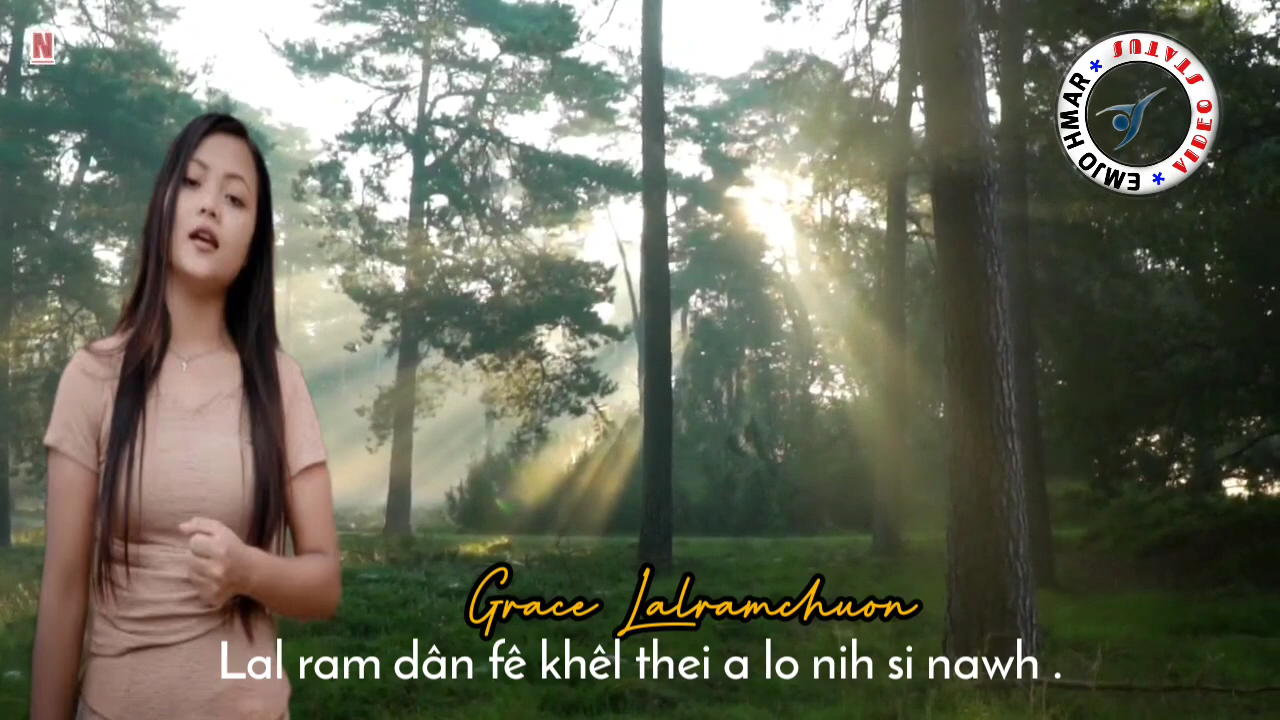 N
EMJO HMAR * VIDEO STATUS *
Grace Lalramchuon
Lal ram dân fê khêl thei a lo nih si nawh .